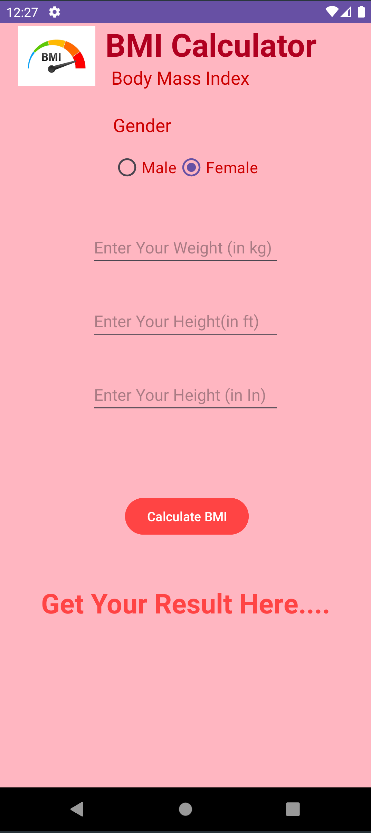 12:27
BMI
BMI Calculator
Body Mass Index
Gender
Male Female
Enter Your Weight (in kg)
Enter Your Height(in ft)
Enter Your Height (in In)
Calculate BMI
Get Your Result Here....